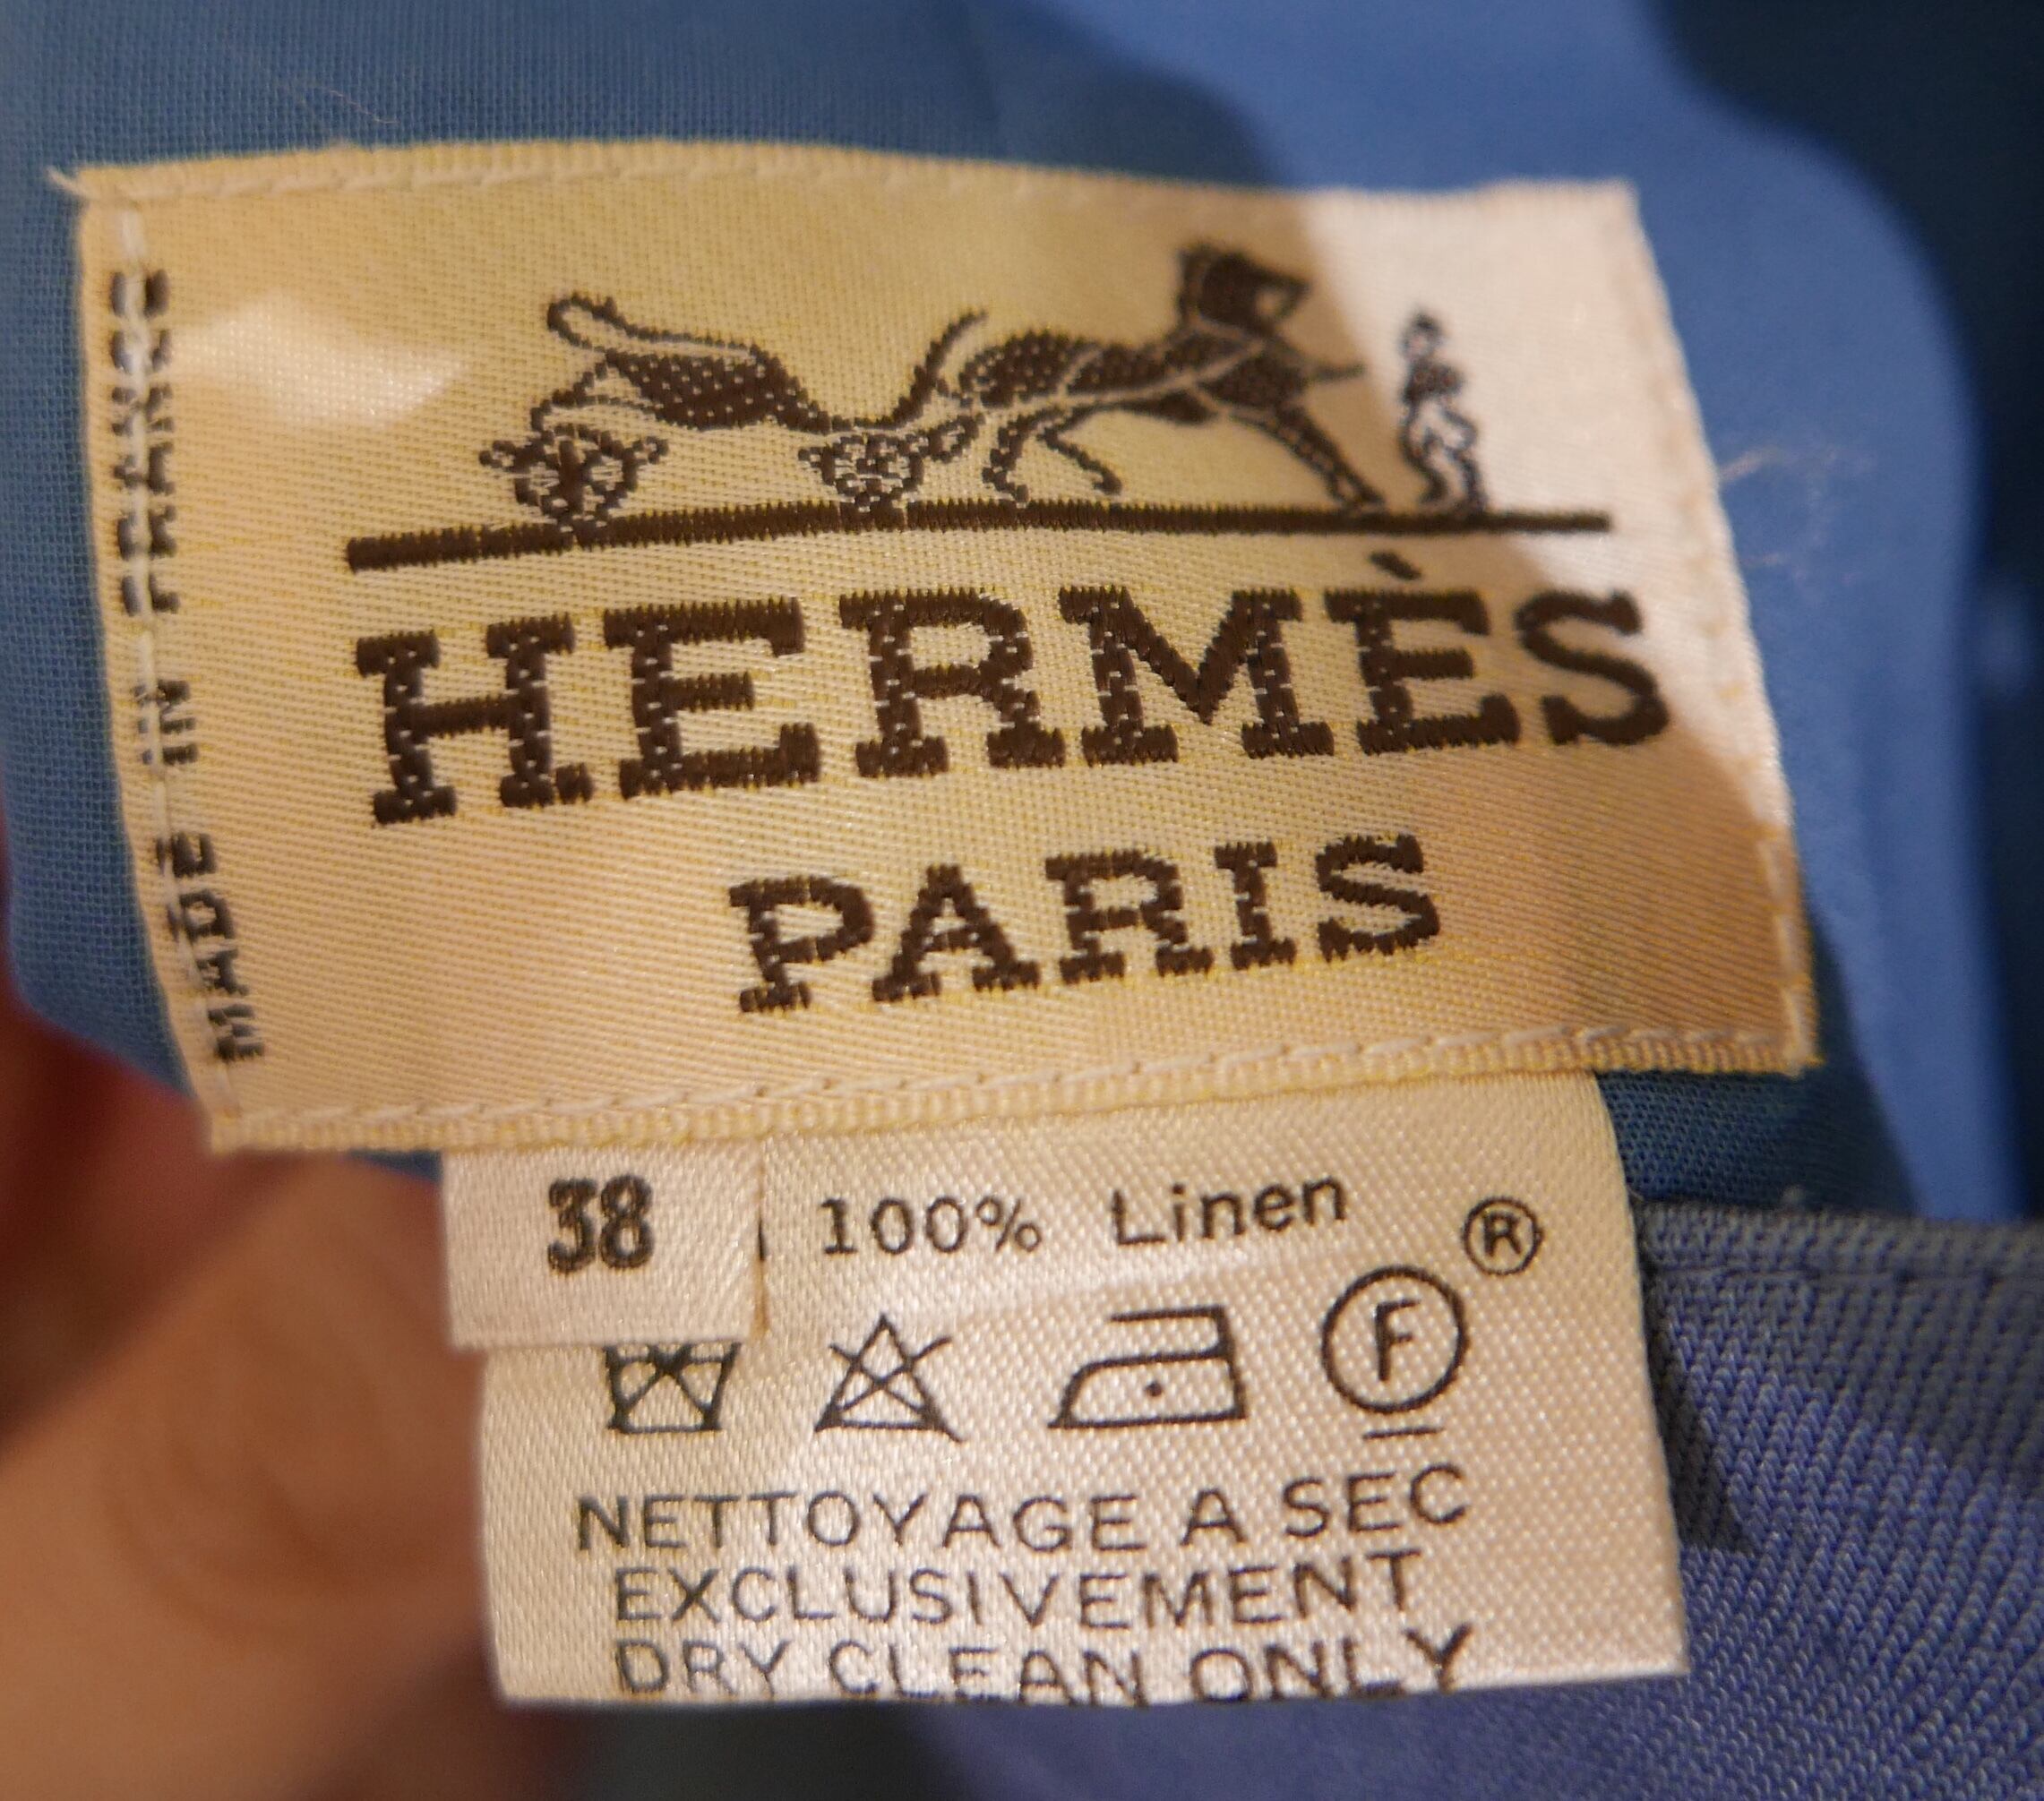 MADE IN FRANCE
HERMÈS
PARIS
38
100% Linen ®
F
NETTOYAGE A SEC
EXCLUSIVEMENT
DRY CLEAN ONLY